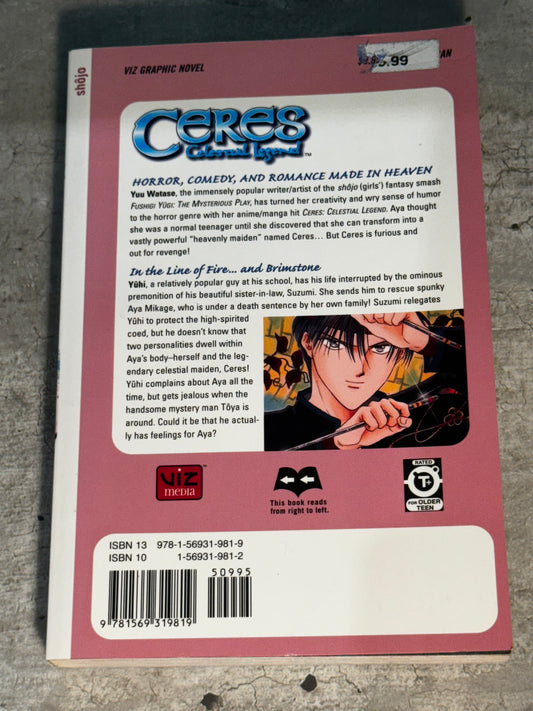 shôjo
VIZ GRAPHIC NOVEL
5.99
AN
CERES
Celestial Legend™
HORROR, COMEDY, AND ROMANCE MADE IN HEAVEN
Yuu Watase, the immensely popular writer/artist of the shôjo (girls') fantasy smash
FUSHIGI YÛGI: THE MYSTERIOUS PLAY, has turned her creativity and wry sense of humor
to the horror genre with her anime/manga hit CERES: CELESTIAL LEGEND. Aya thought
she was a normal teenager until she discovered that she can transform into a
vastly powerful "heavenly maiden" named Ceres... But Ceres is furious and
out for revenge!
In the Line of Fire... and Brimstone
Yûhi, a relatively popular guy at his school, has his life interrupted by the ominous
premonition of his beautiful sister-in-law, Suzumi. She sends him to rescue spunky
Aya Mikage, who is under a death sentence by her own family! Suzumi relegates
Yûhi to protect the high-spirited
coed, but he doesn't know that
two personalities dwell within
Aya's body–herself and the leg-
endary celestial maiden, Ceres!
Yûhi complains about Aya all the
time, but gets jealous when the
handsome mystery man Tôya is
around. Could it be that he actual-
ly has feelings for Aya?
VIZ
MEDIA
™
This book reads
from right to left.
RATED
T+
FOR OLDER
TEEN
ISBN 13 978-1-56931-981-9
ISBN 10 1-56931-981-2
50995
9 781569 319819